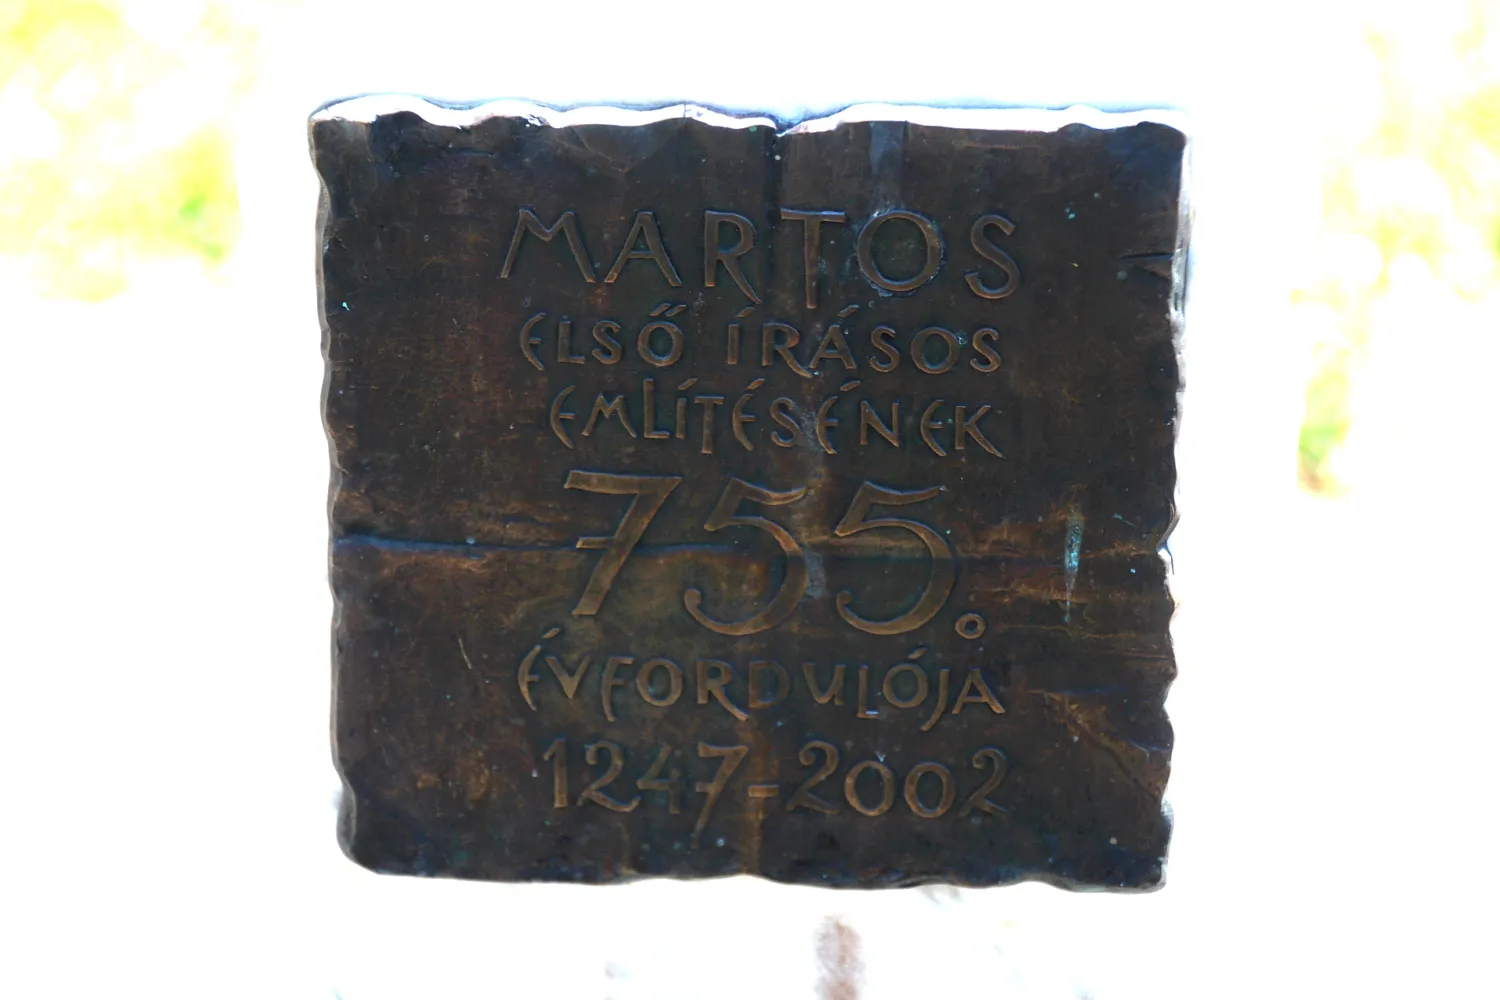 MARTOS
ELSŐ ÍRÁSOS
EMLÍTÉSÉNEK
755.
ÉVFORDULÓJA
1247-2002